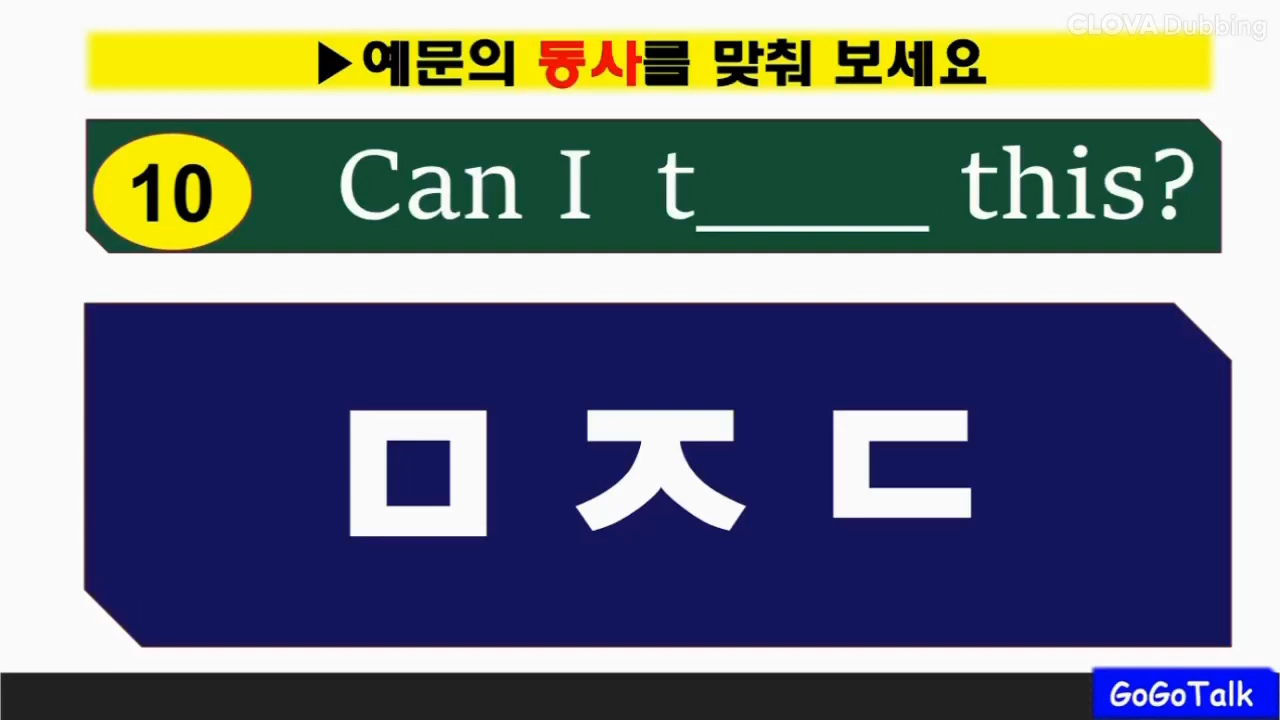 CLOVA Dubbing
▶예문의 동사를 맞춰 보세요
10 Can I t_____ this?
ㅁ ㅈ ㄷ
GoGoTalk